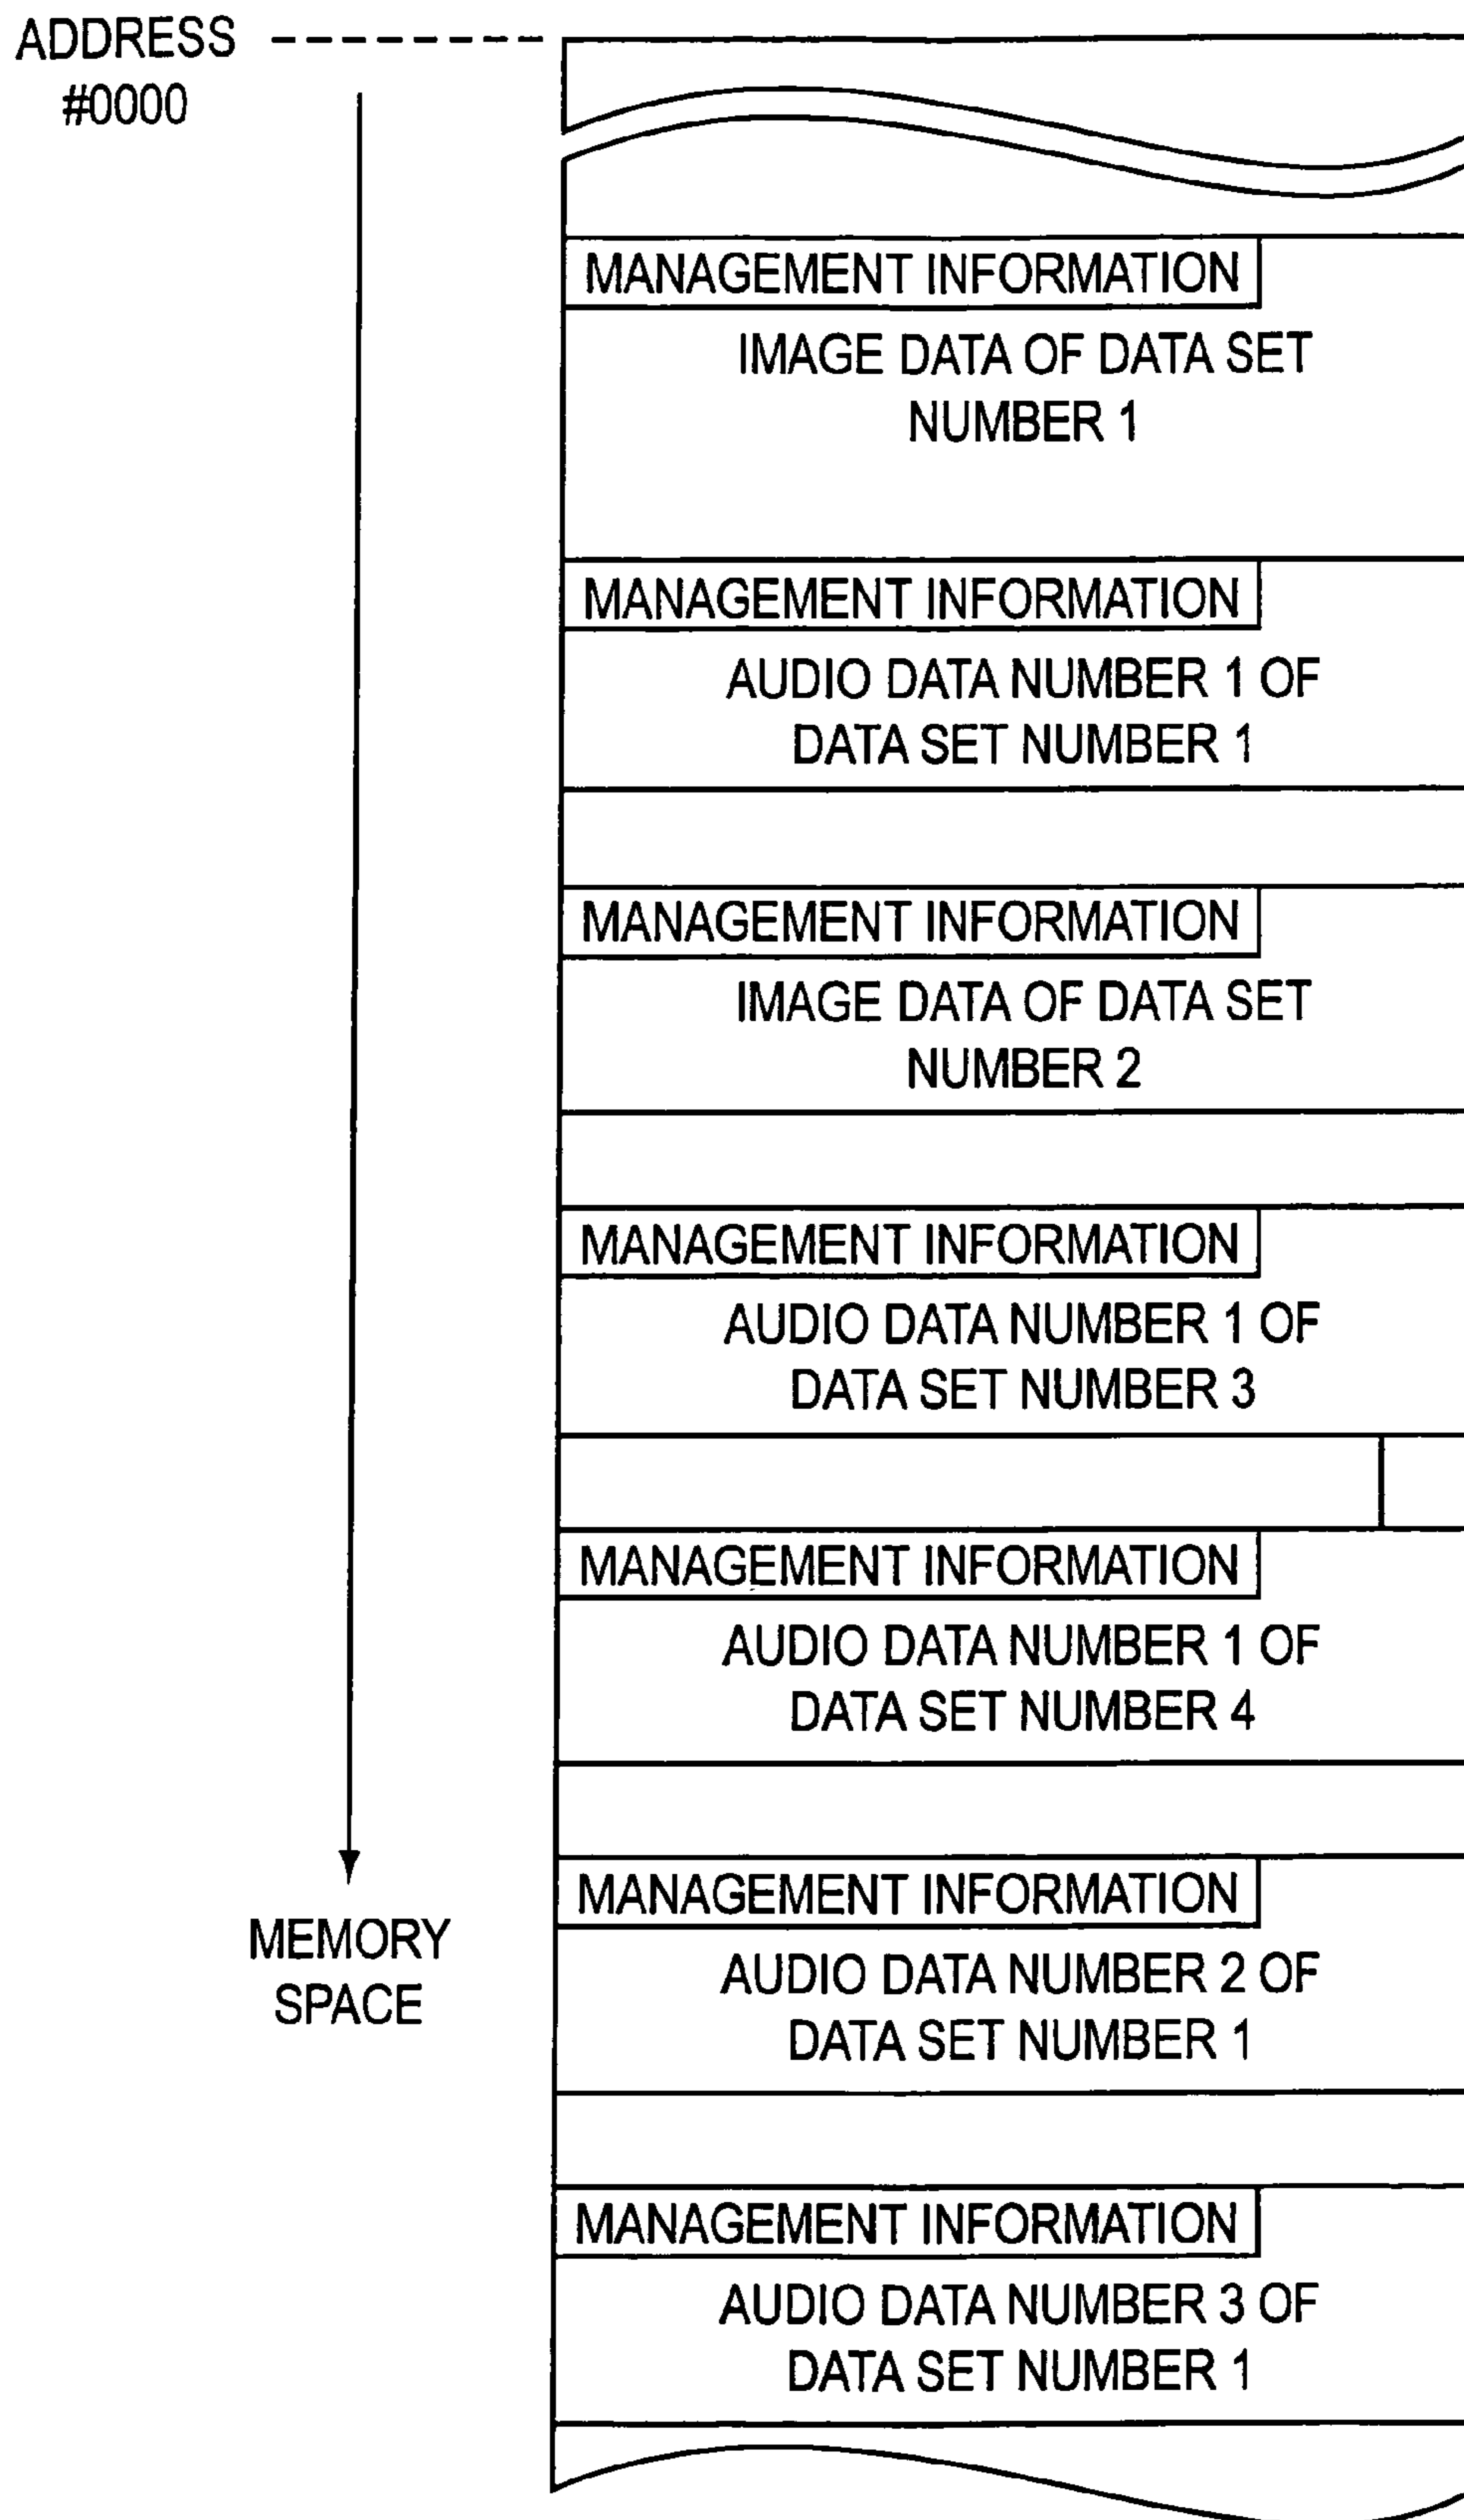 ADDRESS
#0000
MANAGEMENT INFORMATION
IMAGE DATA OF DATA SET
NUMBER 1
MANAGEMENT INFORMATION
AUDIO DATA NUMBER 1 OF
DATA SET NUMBER 1
MANAGEMENT INFORMATION
IMAGE DATA OF DATA SET
NUMBER 2
MANAGEMENT INFORMATION
AUDIO DATA NUMBER 1 OF
DATA SET NUMBER 3
MANAGEMENT INFORMATION
AUDIO DATA NUMBER 1 OF
DATA SET NUMBER 4
MANAGEMENT INFORMATION
AUDIO DATA NUMBER 2 OF
DATA SET NUMBER 1
MANAGEMENT INFORMATION
AUDIO DATA NUMBER 3 OF
DATA SET NUMBER 1
MEMORY
SPACE